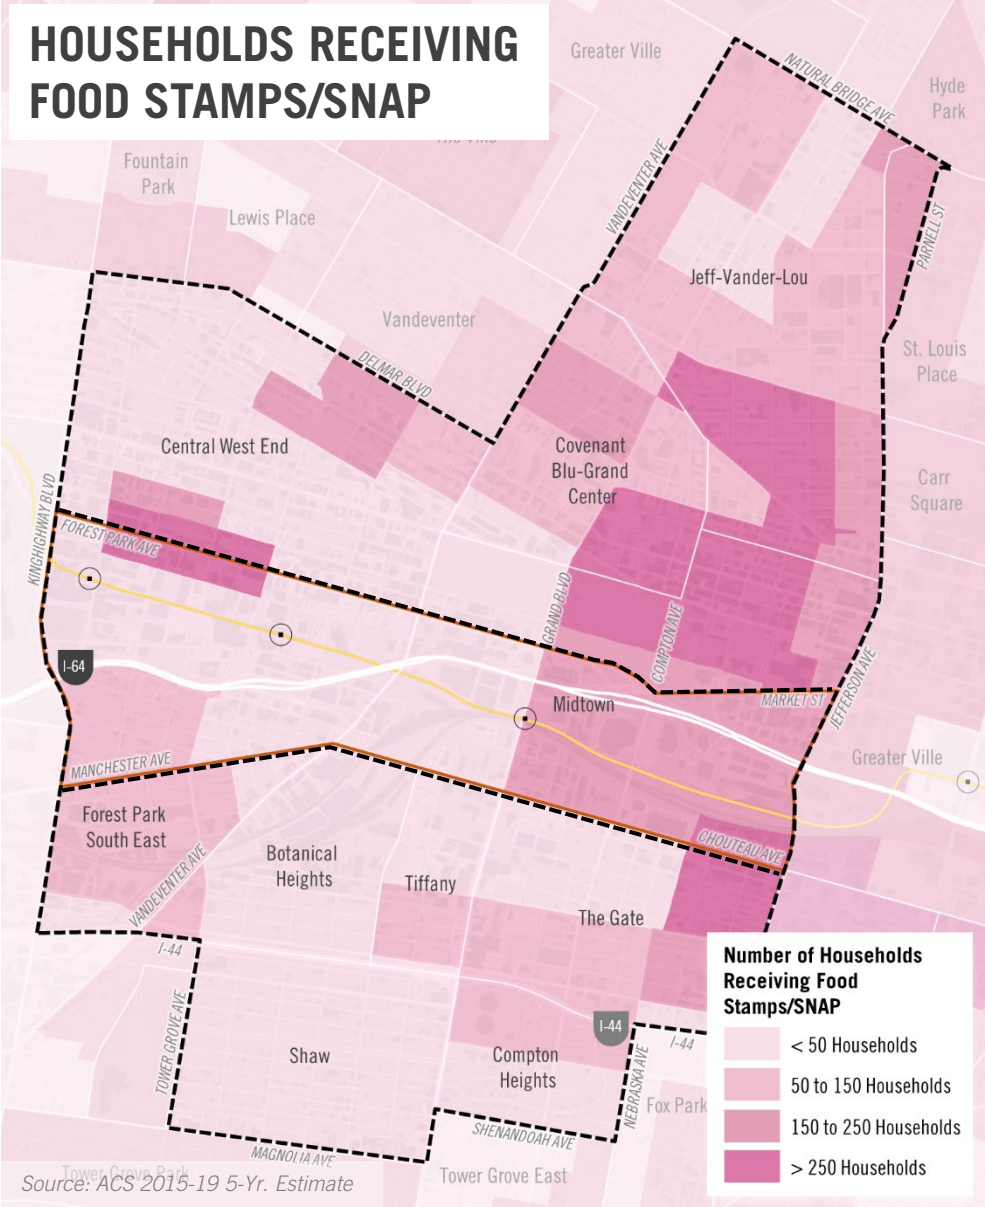 HOUSEHOLDS RECEIVING
FOOD STAMPS/SNAP
Greater Ville
NATURAL BRIDGE AVE
Hyde
Park
The Ville
Fountain
Park
VANDEVENTER AVE
Lewis Place
PARNELL ST
Jeff-Vander-Lou
Vandeventer
St. Louis
Place
DELMAR BLVD
Central West End
Covenant
Blu-Grand
Center
Carr
Square
KINGHIGHWAY BLVD
FOREST PARK AVE
GRAND BLVD
COMPTON AVE
I-64
JEFFERSON AVE
Midtown
MARKET ST
MANCHESTER AVE
Greater Ville
Forest Park
South East
CHOUTEAU AVE
Botanical
Heights
VANDEVENTER AVE
Tiffany
The Gate
I-44
Number of Households
Receiving Food
Stamps/SNAP
< 50 Households
50 to 150 Households
150 to 250 Households
> 250 Households
I-44
I-44
TOWER GROVE AVE
Shaw
Compton
Heights
NEBRASKA AVE
Fox Park
SHENANDOAH AVE
MAGNOLIA AVE
Tower Grove Park
Tower Grove East
Source: ACS 2015-19 5-Yr. Estimate